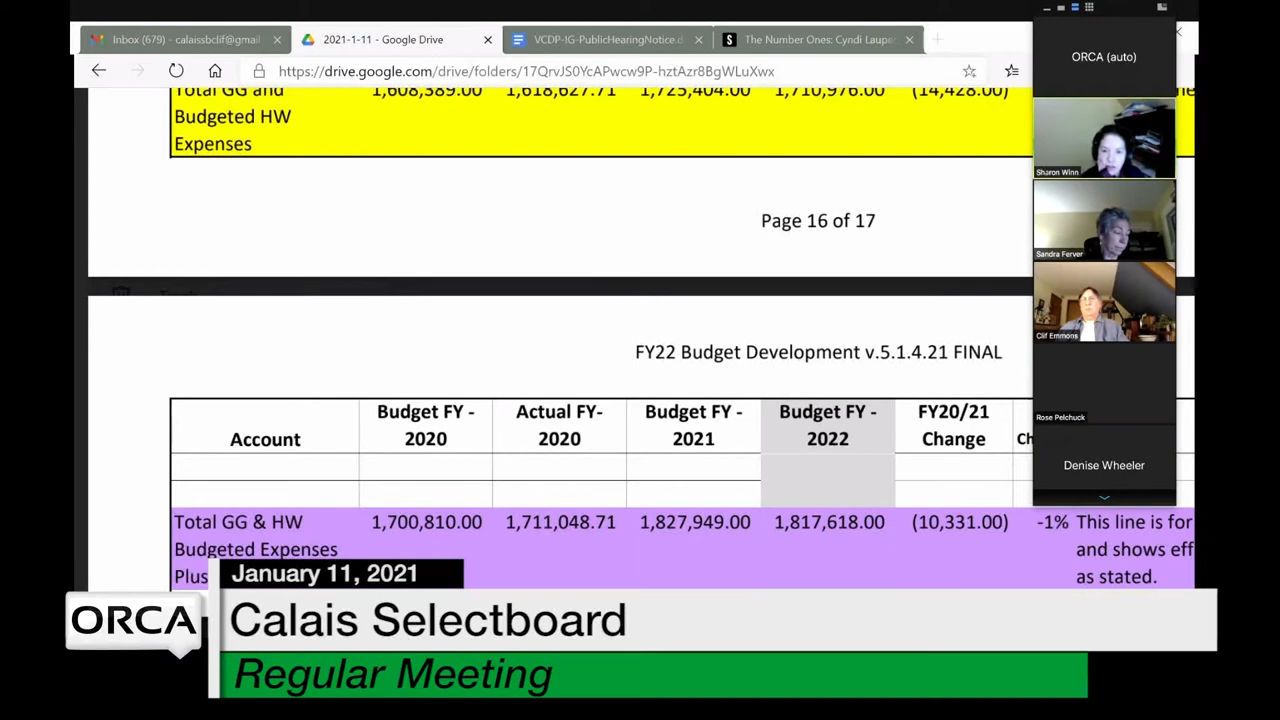 Inbox (679) - calaissbclif@gmail
2021-1-11 - Google Drive
VCDP-IG-PublicHearingNotice.d
The Number Ones: Cyndi Laupe
https://drive.google.com/drive/folders/17QrvJS0YcAPwcw9P-hztAzr8BgWLuXwx
Total GG and 1,608,389.00 1,618,627.71 1,725,404.00 1,710,976.00 (14,428.00)
Budgeted HW
Expenses
Page 16 of 17
FY22 Budget Development v.5.1.4.21 FINAL
Budget FY - Actual FY- Budget FY - Budget FY - FY20/21
Account 2020 2020 2021 2022 Change Ch
Total GG & HW 1,700,810.00 1,711,048.71 1,827,949.00 1,817,618.00 (10,331.00) -1% This line is for
Budgeted Expenses and shows eff
Plus as stated.
ORCA (auto)
Sharon Winn
Sandra Ferver
Clif Emmons
Rose Pelchuck
Denise Wheeler
January 11, 2021
ORCA
Calais Selectboard
Regular Meeting